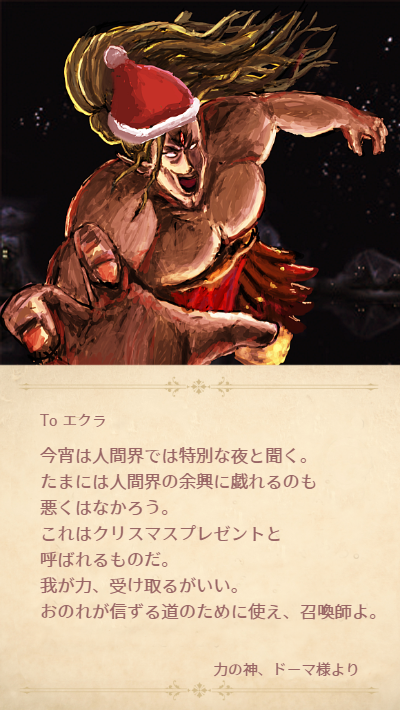 To エクラ
今宵は人間界では特別な夜と聞く。
たまには人間界の余興に戯れるのも
悪くはなかろう。
これはクリスマスプレゼントと
呼ばれるものだ。
我が力、受け取るがいい。
おのれが信ずる道のために使え、召喚師よ。
力の神、ドーマ様より